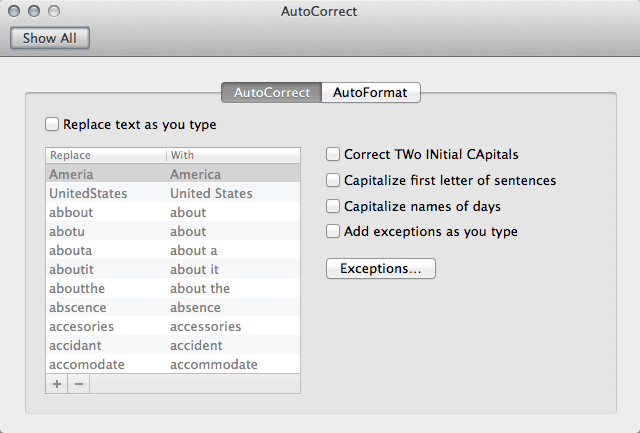 AutoCorrect
Show All
AutoCorrect AutoFormat
Replace text as you type
Replace With
Ameria America
UnitedStates United States
abbout about
abotu about
abouta about a
aboutit about it
aboutthe about the
abscence absence
accesories accessories
accidant accident
accomodate accommodate
+ −
Correct TWo INitial CApitals
Capitalize first letter of sentences
Capitalize names of days
Add exceptions as you type
Exceptions...